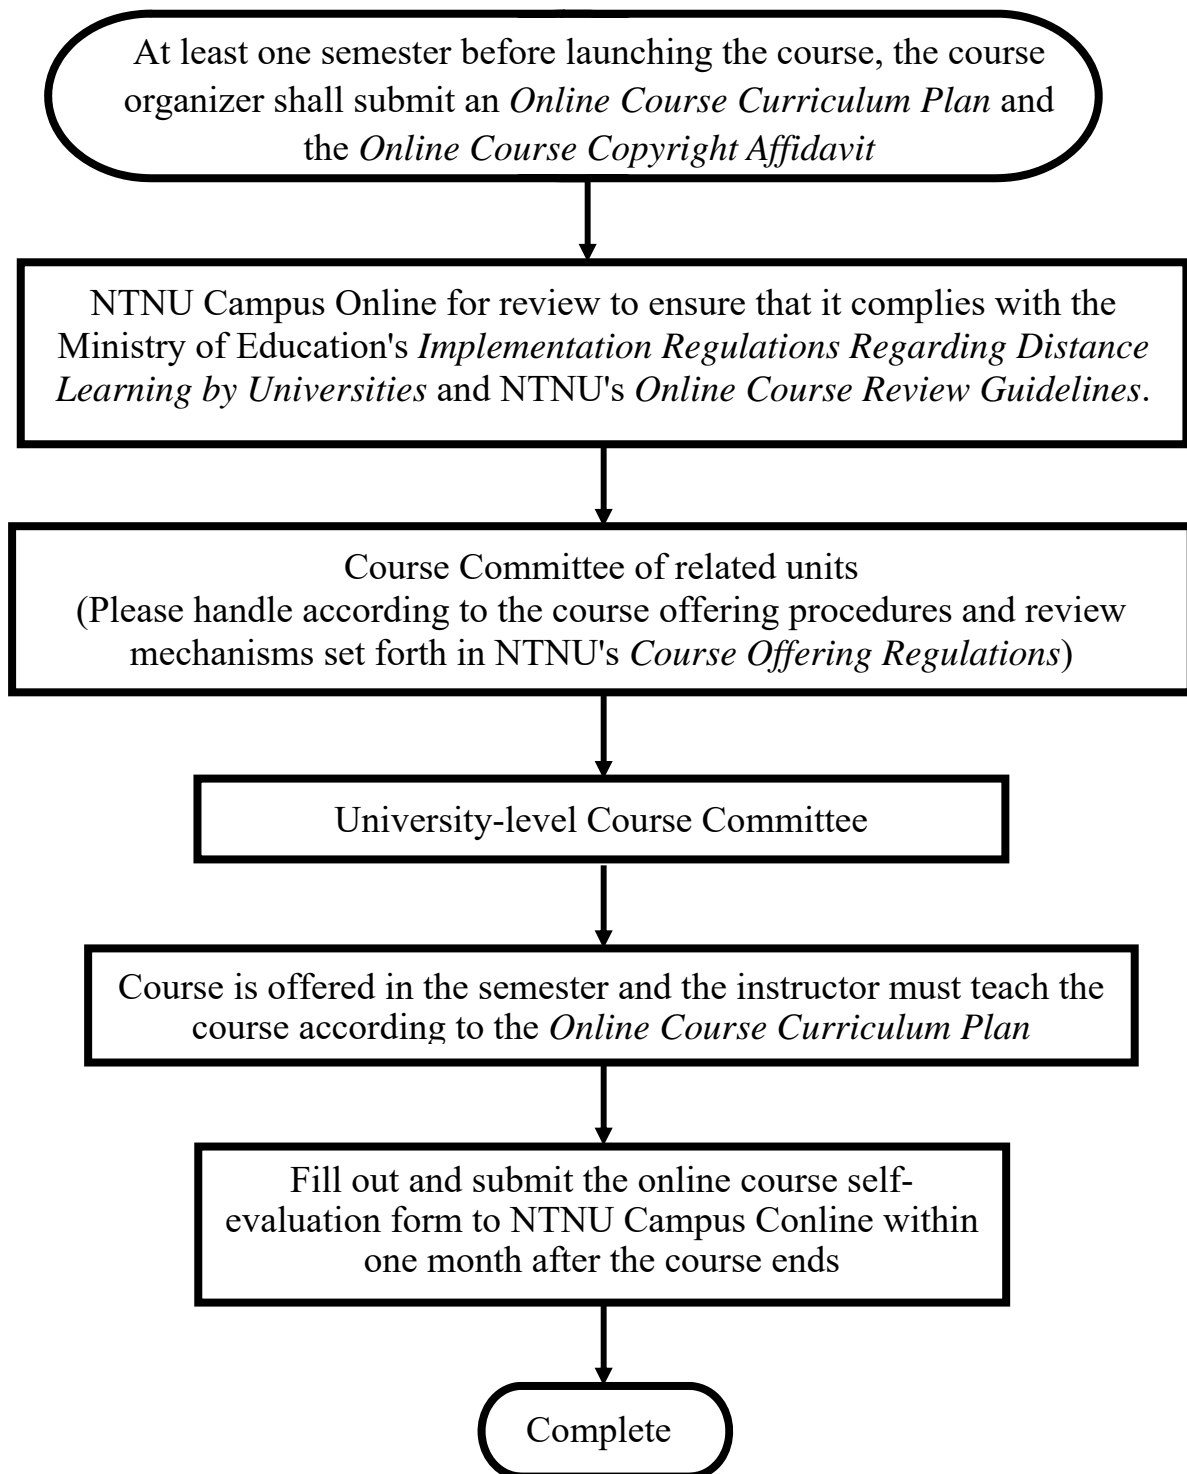 At least one semester before launching the course, the course
organizer shall submit an Online Course Curriculum Plan and
the Online Course Copyright Affidavit
NTNU Campus Online for review to ensure that it complies with the
Ministry of Education's Implementation Regulations Regarding Distance
Learning by Universities and NTNU's Online Course Review Guidelines.
Course Committee of related units
(Please handle according to the course offering procedures and review
mechanisms set forth in NTNU's Course Offering Regulations)
University-level Course Committee
Course is offered in the semester and the instructor must teach the
course according to the Online Course Curriculum Plan
Fill out and submit the online course self-
evaluation form to NTNU Campus Conline within
one month after the course ends
Complete